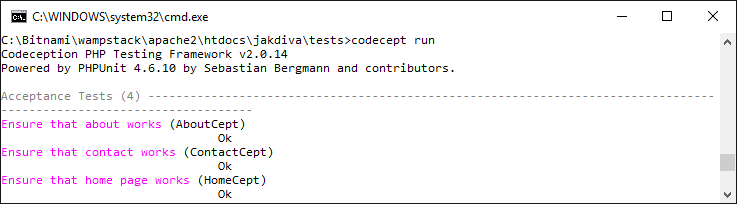 C:\WINDOWS\system32\cmd.exe
C:\Bitnami\wampstack\apache2\htdocs\jakdiva\tests>codecept run
Codeception PHP Testing Framework v2.0.14
Powered by PHPUnit 4.6.10 by Sebastian Bergmann and contributors.
Acceptance Tests (4) --------------------------------------------------------------------------------
------------------------------------
Ensure that about works (AboutCept)
Ok
Ensure that contact works (ContactCept)
Ok
Ensure that home page works (HomeCept)
Ok